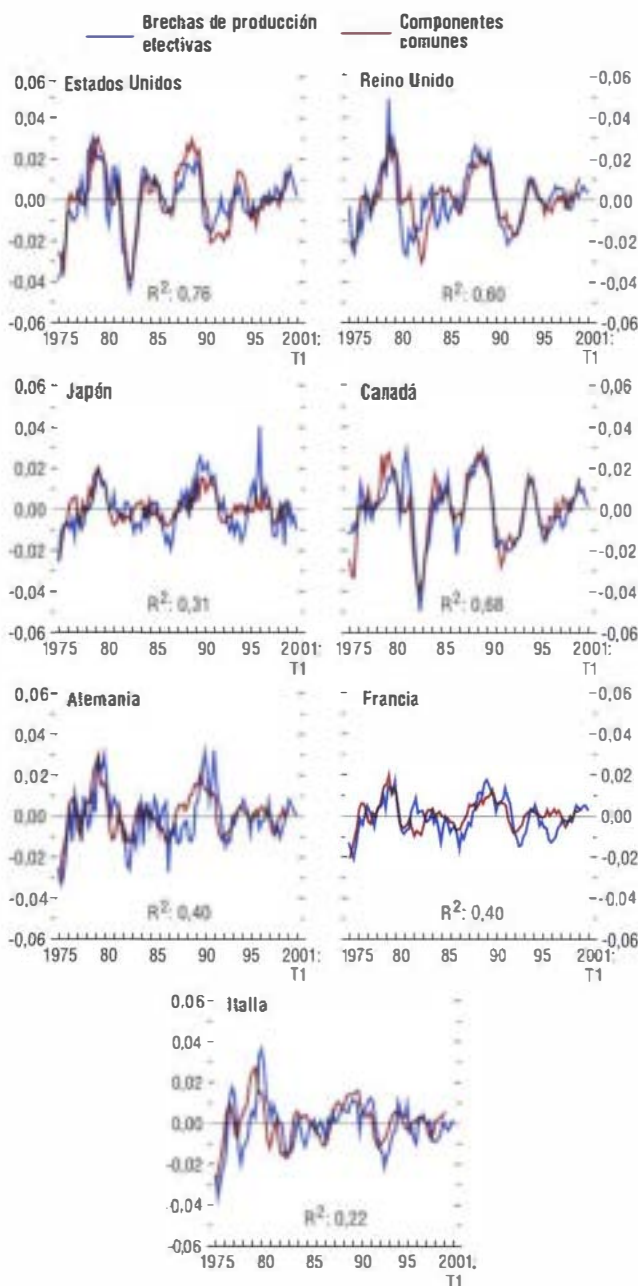 Brechas de producción
efectivas
Componentes
comunes
Estados Unidos
0,06
0,04
0,02
0,00
-0,02
-0,04
-0,06
R²: 0,76
1975 80 85 90 95 2001:
T1
Reino Unido
0,06
0,04
0,02
0,00
-0,02
-0,04
-0,06
R²: 0,60
1975 80 85 90 95 2001:
T1
Japón
0,06
0,04
0,02
0,00
-0,02
-0,04
-0,06
R²: 0,31
1975 80 85 90 95 2001:
T1
Canadá
0,06
0,04
0,02
0,00
-0,02
-0,04
-0,06
R²: 0,68
1975 80 85 90 95 2001:
T1
Alemania
0,06
0,04
0,02
0,00
-0,02
-0,04
-0,06
R²: 0,40
1975 80 85 90 95 2001:
T1
Francia
0,06
0,04
0,02
0,00
-0,02
-0,04
-0,06
R²: 0,40
1975 80 85 90 95 2001:
T1
Italia
0,06
0,04
0,02
0,00
-0,02
-0,04
-0,06
R²: 0,22
1975 80 85 90 95 2001:
T1